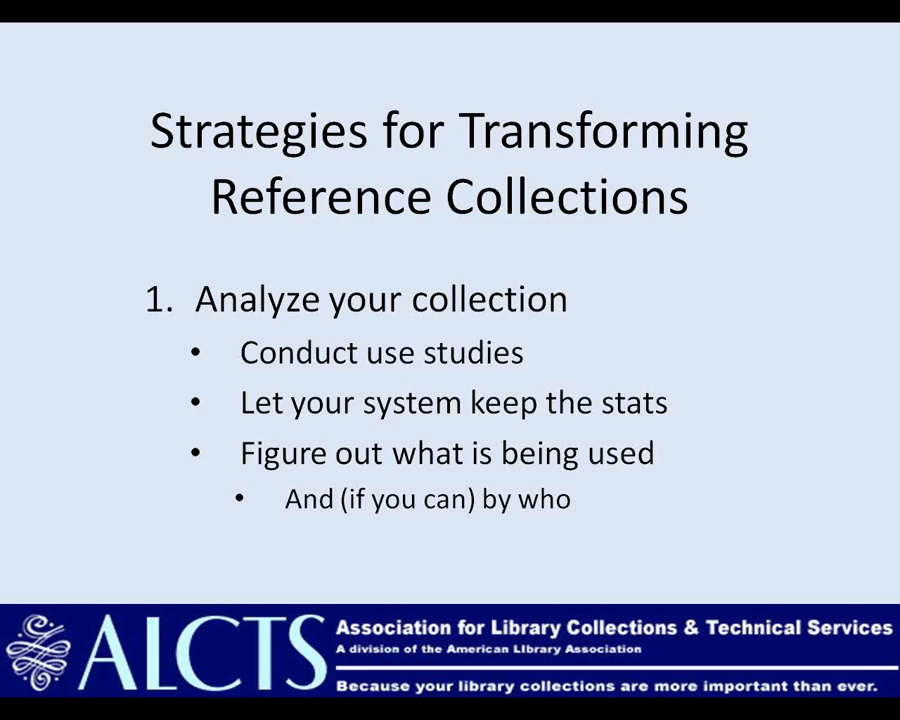 Strategies for Transforming
Reference Collections
1. Analyze your collection
• Conduct use studies
• Let your system keep the stats
• Figure out what is being used
• And (if you can) by who
ALCTS
Association for Library Collections & Technical Services
A division of the American Library Association
Because your library collections are more important than ever.